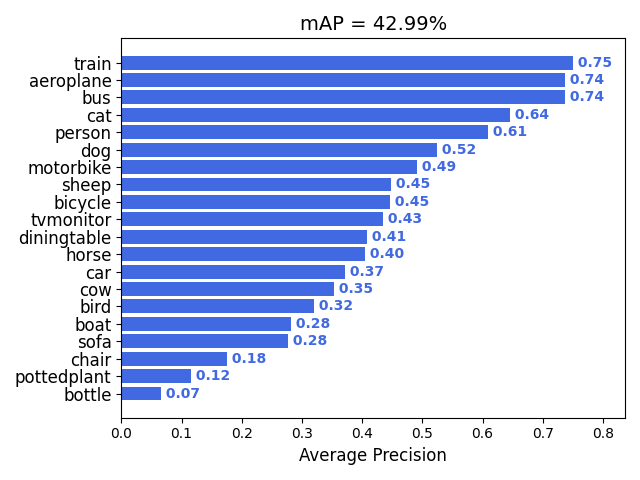 mAP = 42.99%
train 0.75
aeroplane 0.74
bus 0.74
cat 0.64
person 0.61
dog 0.52
motorbike 0.49
sheep 0.45
bicycle 0.45
tvmonitor 0.43
diningtable 0.41
horse 0.40
car 0.37
cow 0.35
bird 0.32
boat 0.28
sofa 0.28
chair 0.18
pottedplant 0.12
bottle 0.07
0.0 0.1 0.2 0.3 0.4 0.5 0.6 0.7 0.8
Average Precision